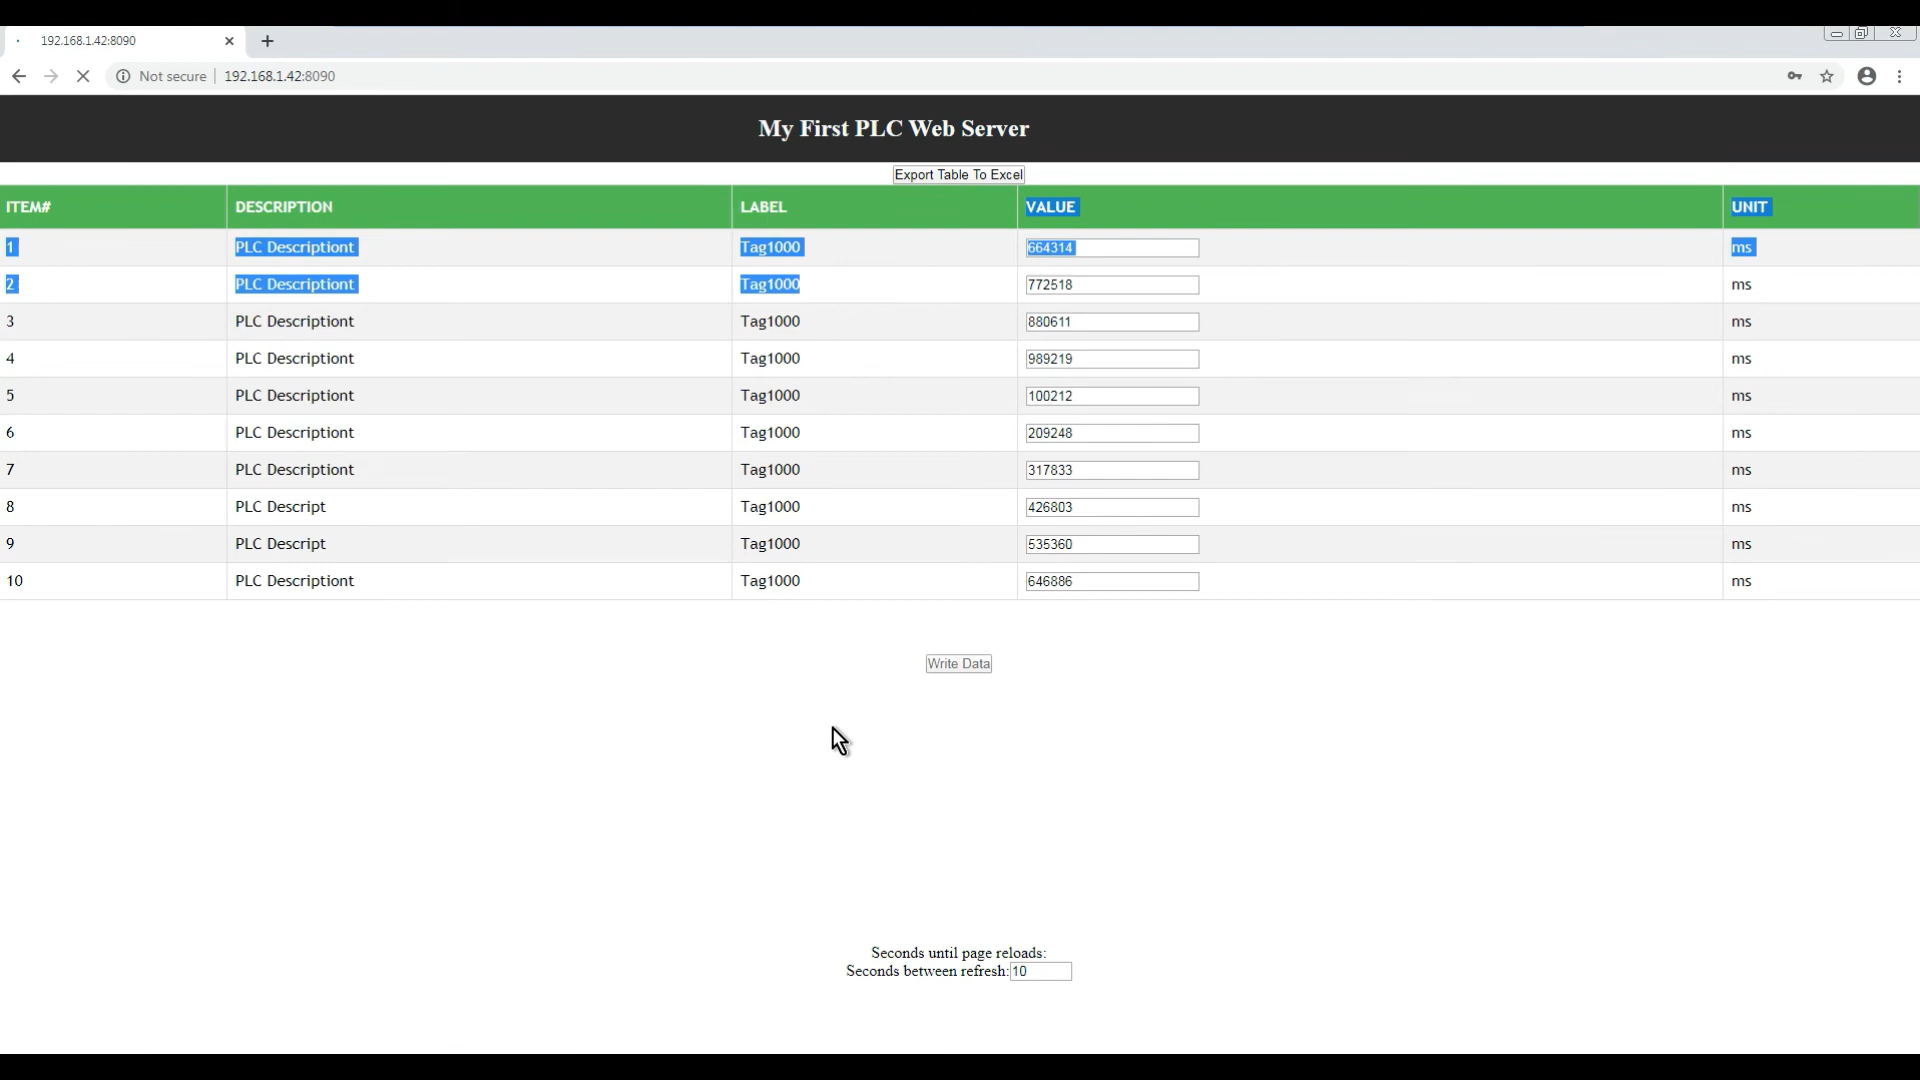 192.168.1.42:8090
Not secure 192.168.1.42:8090
My First PLC Web Server
Export Table To Excel
ITEM# DESCRIPTION LABEL VALUE UNIT
1 PLC Descriptiont Tag1000 664314 ms
2 PLC Descriptiont Tag1000 772518 ms
3 PLC Descriptiont Tag1000 880611 ms
4 PLC Descriptiont Tag1000 989219 ms
5 PLC Descriptiont Tag1000 100212 ms
6 PLC Descriptiont Tag1000 209248 ms
7 PLC Descriptiont Tag1000 317833 ms
8 PLC Descript Tag1000 426803 ms
9 PLC Descript Tag1000 535360 ms
10 PLC Descriptiont Tag1000 646886 ms
Write Data
Seconds until page reloads:
Seconds between refresh: 10